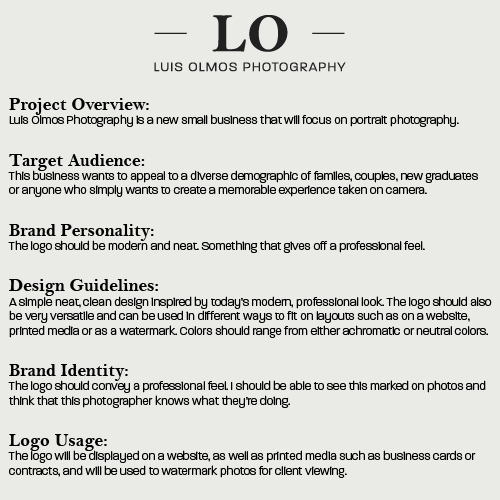 LO
LUIS OLMOS PHOTOGRAPHY
Project Overview:
Luis Olmos Photography is a new small business that will focus on portrait photography.
Target Audience:
This business wants to appeal to a diverse demographic of familes, couples, new graduates
or anyone who simply wants to create a memorable experience taken on camera.
Brand Personality:
The logo should be modern and neat. Something that gives off a professional feel.
Design Guidelines:
A simple neat, clean design inspired by today's modern, professional look. The logo should also
be very versatile and can be used in different ways to fit on layouts such as on a website,
printed media or as a watermark. Colors should range from either achromatic or neutral colors.
Brand Identity:
The logo should convey a professional feel. I should be able to see this marked on photos and
think that this photographer knows what they're doing.
Logo Usage:
The logo will be displayed on a website, as well as printed media such as business cards or
contracts, and will be used to watermark photos for client viewing.